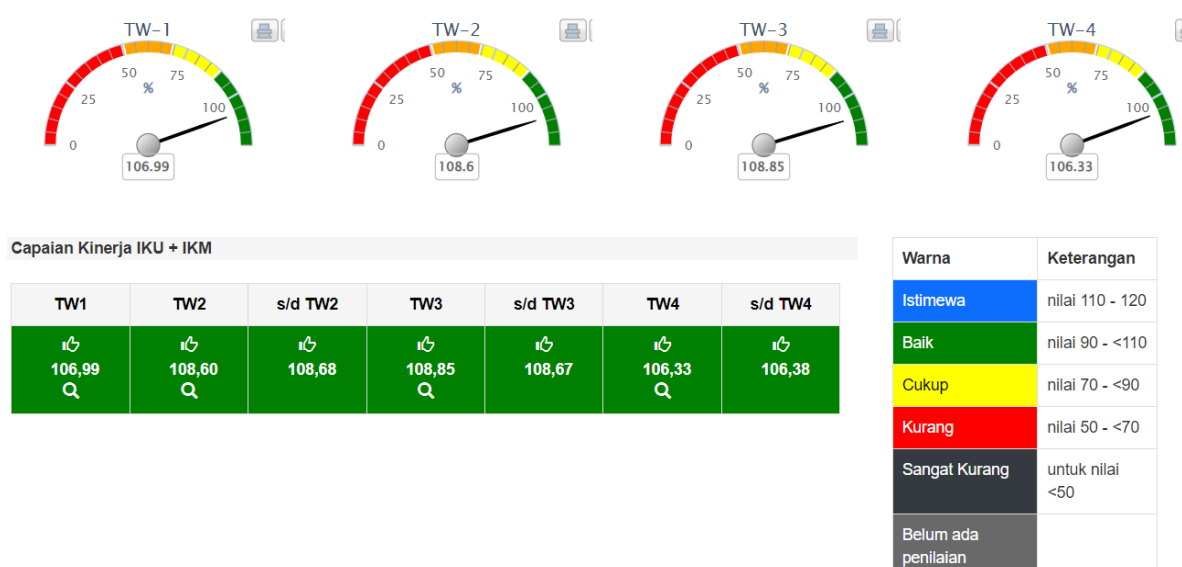 TW-1
0
25
50
75
100
%
106.99
TW-2
0
25
50
75
100
%
108.6
TW-3
0
25
50
75
100
%
108.85
TW-4
0
25
50
75
100
%
106.33
Capaian Kinerja IKU + IKM
TW1 TW2 s/d TW2 TW3 s/d TW3 TW4 s/d TW4
106,99 108,60 108,68 108,85 108,67 106,33 106,38
Warna Keterangan
Istimewa nilai 110 - 120
Baik nilai 90 - <110
Cukup nilai 70 - <90
Kurang nilai 50 - <70
Sangat Kurang untuk nilai
<50
Belum ada
penilaian